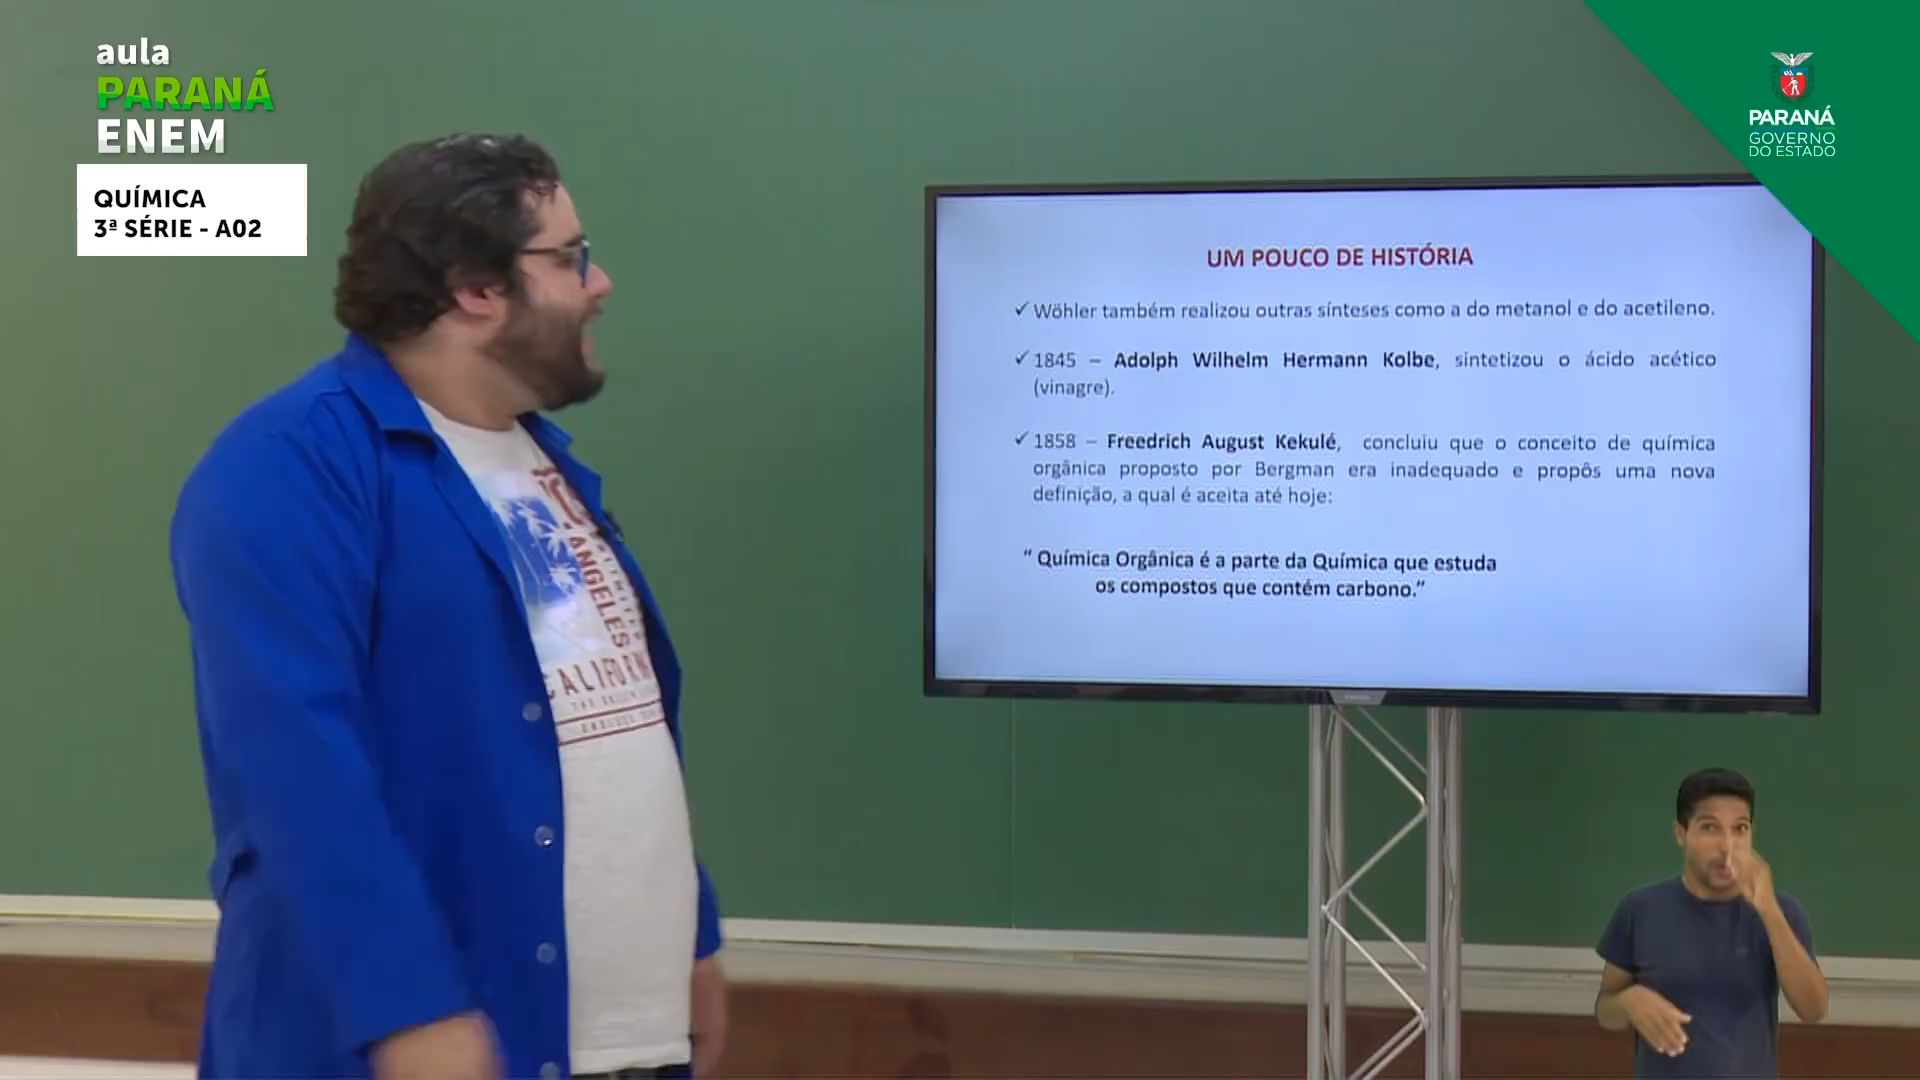 aula
PARANÁ
ENEM
QUÍMICA
3ª SÉRIE - A02
PARANÁ
GOVERNO
DO ESTADO
UM POUCO DE HISTÓRIA
✓ Wöhler também realizou outras sínteses como a do metanol e do acetileno.
✓ 1845 – Adolph Wilhelm Hermann Kolbe, sintetizou o ácido acético
(vinagre).
✓ 1858 – Freedrich August Kekulé, concluiu que o conceito de química
orgânica proposto por Bergman era inadequado e propôs uma nova
definição, a qual é aceita até hoje:
“ Química Orgânica é a parte da Química que estuda
os compostos que contém carbono.”
ANGELES